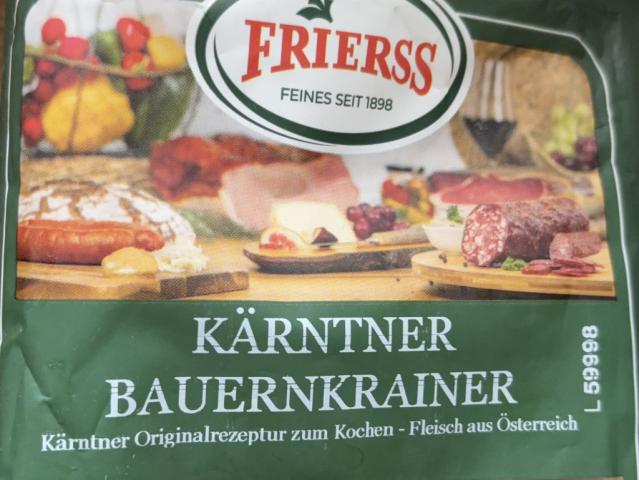 FRIERSS
FEINES SEIT 1898
KÄRNTNER
BAUERNKRAINER
Kärntner Originalrezeptur zum Kochen - Fleisch aus Österreich
L 59998